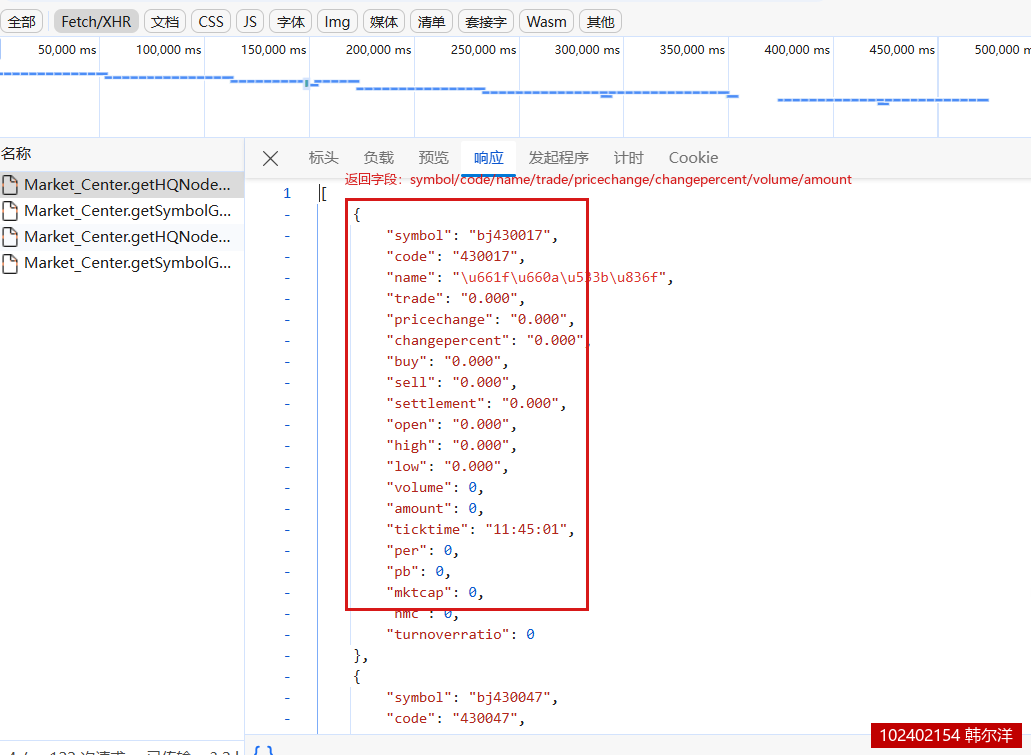 全部 Fetch/XHR 文档 CSS JS 字体 Img 媒体 清单 套接字 Wasm 其他
50,000 ms 100,000 ms 150,000 ms 200,000 ms 250,000 ms 300,000 ms 350,000 ms 400,000 ms 450,000 ms 500,000 m
名称
Market_Center.getHQNode...
Market_Center.getSymbolG...
Market_Center.getHQNode...
Market_Center.getSymbolG...
标头 负载 预览 响应 发起程序 计时 Cookie
返回字段：symbol/code/name/trade/pricechange/changepercent/volume/amount
1 [
- {
- "symbol": "bj430017",
- "code": "430017",
- "name": "\u661f\u660a\u533b\u836f",
- "trade": "0.000",
- "pricechange": "0.000",
- "changepercent": "0.000",
- "buy": "0.000",
- "sell": "0.000",
- "settlement": "0.000",
- "open": "0.000",
- "high": "0.000",
- "low": "0.000",
- "volume": 0,
- "amount": 0,
- "ticktime": "11:45:01",
- "per": 0,
- "pb": 0,
- "mktcap": 0,
- "nmc": 0,
- "turnoverratio": 0
- },
- {
- "symbol": "bj430047",
- "code": "430047",
{ }
102402154 韩尔洋